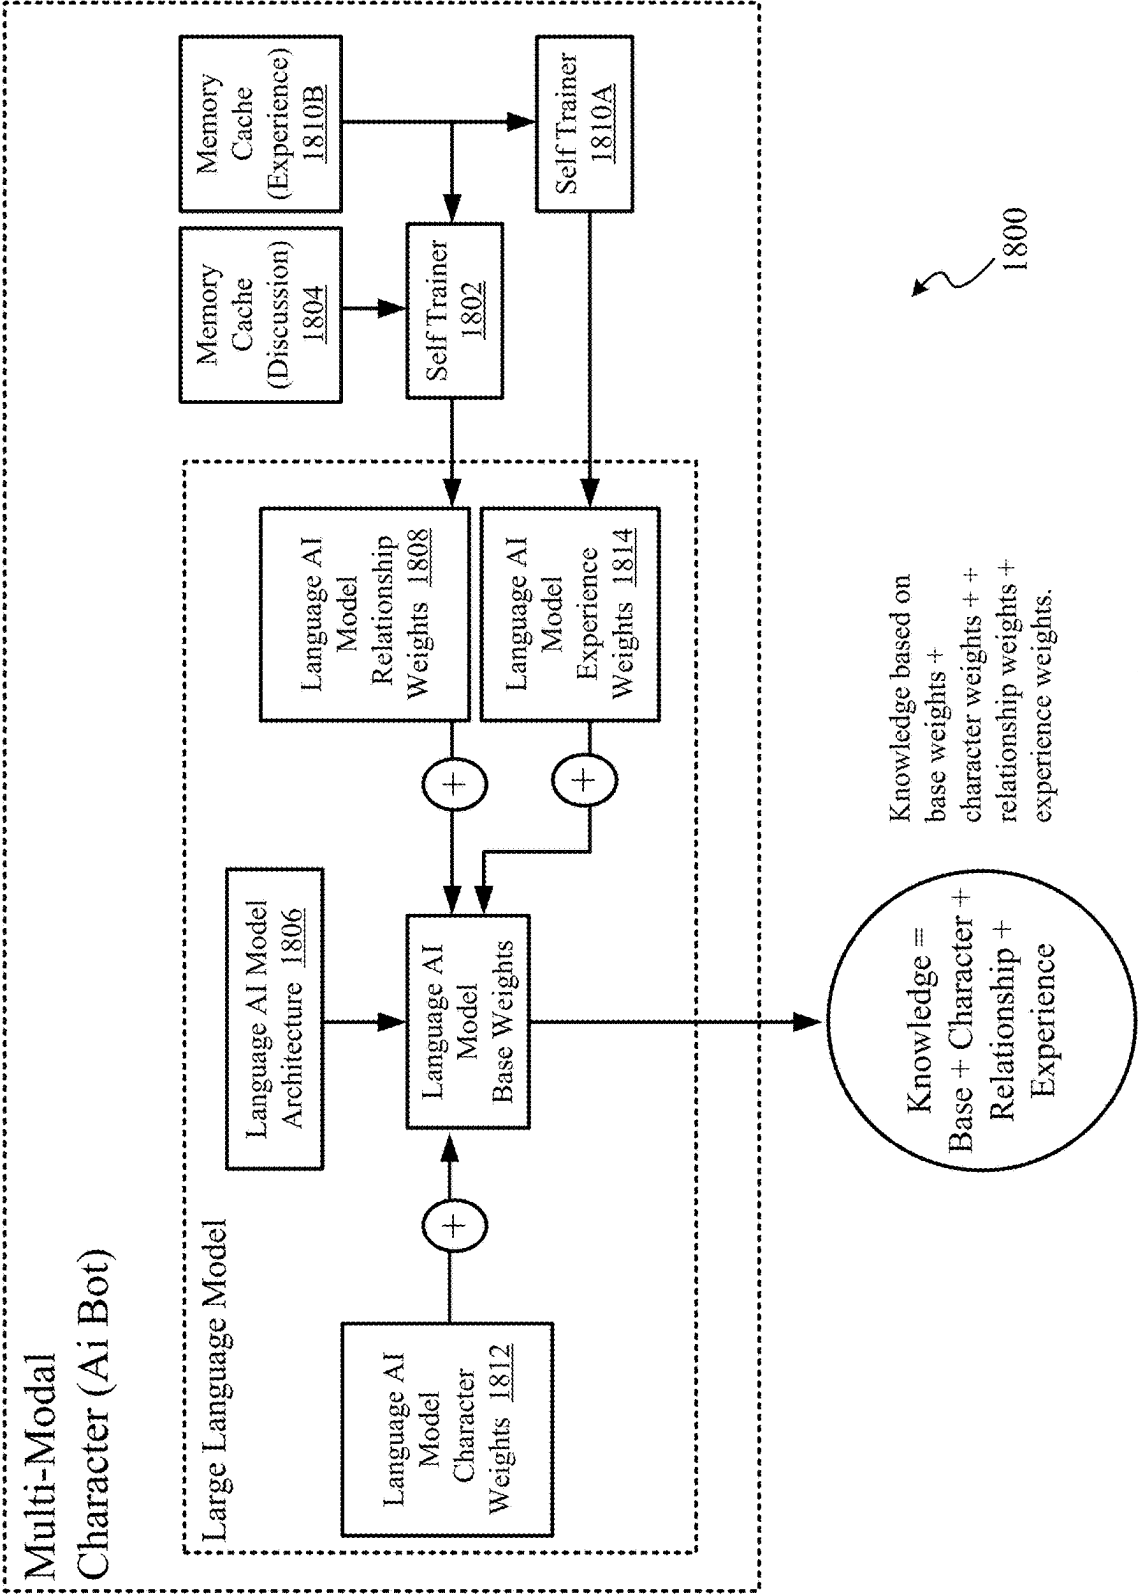 Multi-Modal
Character (Ai Bot)
Large Language Model
Language AI
Model
Character
Weights 1812
+
Language AI Model
Architecture 1806
Language AI
Model
Base Weights
+
+
Language AI
Model
Relationship
Weights 1808
Language AI
Model
Experience
Weights 1814
Memory
Cache
(Discussion)
1804
Memory
Cache
(Experience)
1810B
Self Trainer
1802
Self Trainer
1810A
Knowledge =
Base + Character +
Relationship +
Experience
Knowledge based on
base weights +
character weights + +
relationship weights +
experience weights.
1800